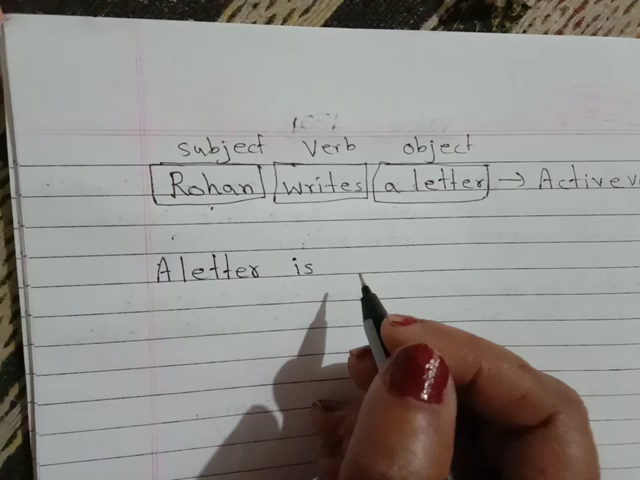 subject Verb object
Rohan writes a letter → Active v
A letter is